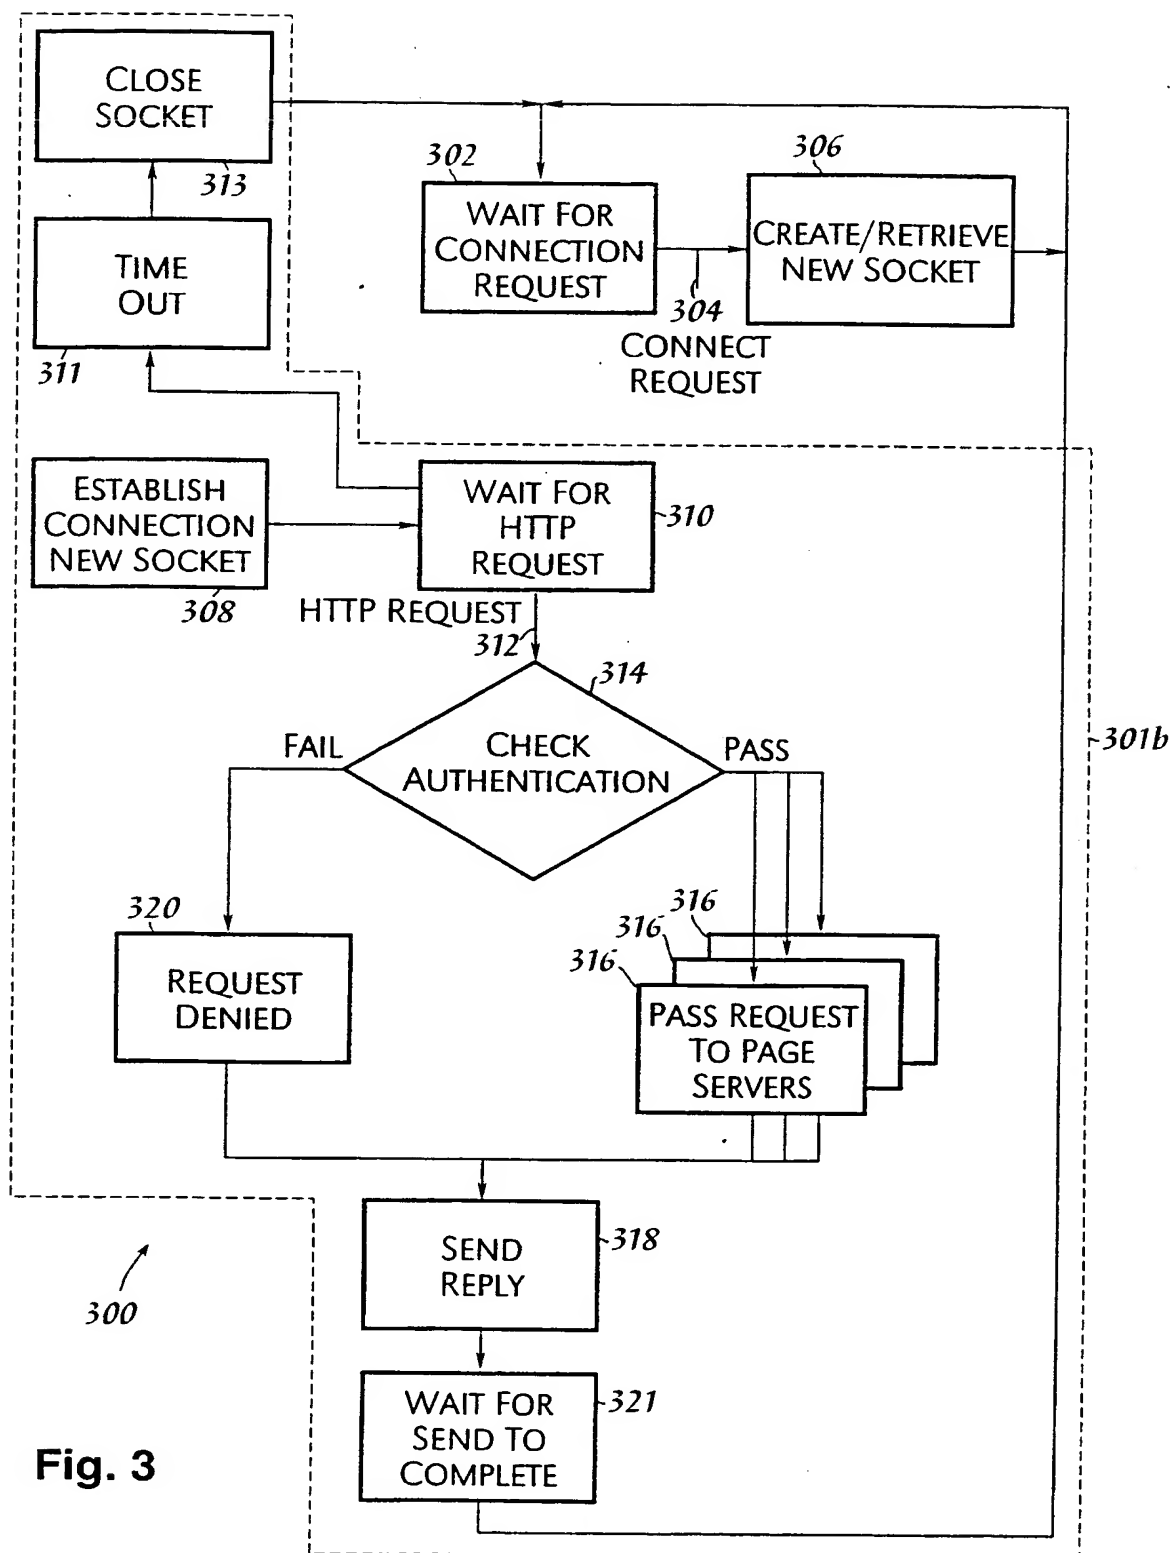 CLOSE
SOCKET
313
302
WAIT FOR
CONNECTION
REQUEST
306
CREATE/RETRIEVE
NEW SOCKET
304
CONNECT
REQUEST
TIME
OUT
311
ESTABLISH
CONNECTION
NEW SOCKET
308
WAIT FOR
HTTP
REQUEST
310
HTTP REQUEST
312
314
CHECK
AUTHENTICATION
FAIL
PASS
301b
320
REQUEST
DENIED
316
316
316
PASS REQUEST
TO PAGE
SERVERS
SEND
REPLY
318
300
WAIT FOR
SEND TO
COMPLETE
321
Fig. 3